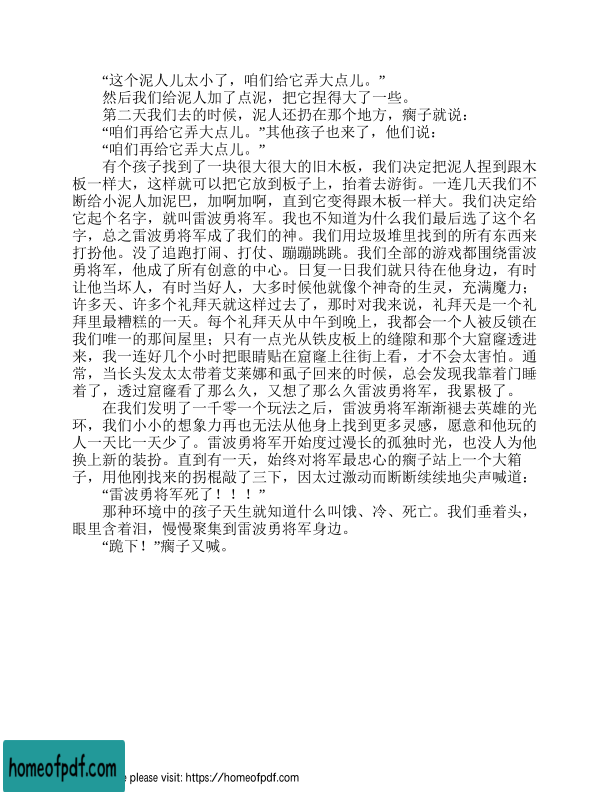 “这个泥人儿太小了，咱们给它弄大点儿。”
然后我们给泥人加了点泥，把它捏得大了一些。
第二天我们去的时候，泥人还扔在那个地方，瘸子就说：
“咱们再给它弄大点儿。”其他孩子也来了，他们说：
“咱们再给它弄大点儿。”
有个孩子找到了一块很大很大的旧木板，我们决定把泥人捏到跟木
板一样大，这样就可以把它放到板子上，抬着去游街。一连几天我们不
断给小泥人加泥巴，加啊加啊，直到它变得跟木板一样大。我们决定给
它起个名字，就叫雷波勇将军。我也不知道为什么我们最后选了这个名
字，总之雷波勇将军成了我们的神。我们用垃圾堆里找到的所有东西来
打扮他。没了追跑打闹、打仗、蹦蹦跳跳。我们全部的游戏都围绕雷波
勇将军，他成了所有创意的中心。日复一日我们就只待在他身边，有时
让他当坏人，有时当好人，大多时候他就像个神奇的生灵，充满魔力；
许多天、许多个礼拜天就这样过去了，那时对我来说，礼拜天是一个礼
拜里最糟糕的一天。每个礼拜天从中午到晚上，我都会一个人被反锁在
我们唯一的那间屋里；只有一点光从铁皮板上的缝隙和那个大窟窿透进
来，我一连好几个小时把眼睛贴在窟窿上往街上看，才不会太害怕。通
常，当长头发太太带着艾莱娜和虱子回来的时候，总会发现我靠着门睡
着了，透过窟窿看了那么久，又想了那么久雷波勇将军，我累极了。
在我们发明了一千零一个玩法之后，雷波勇将军渐渐褪去英雄的光
环，我们小小的想象力再也无法从他身上找到更多灵感，愿意和他玩的
人一天比一天少了。雷波勇将军开始度过漫长的孤独时光，也没人为他
换上新的装扮。直到有一天，始终对将军最忠心的瘸子站上一个大箱
子，用他刚找来的拐棍敲了三下，因太过激动而断断续续地尖声喊道：
“雷波勇将军死了！！！”
那种环境中的孩子天生就知道什么叫饿、冷、死亡。我们垂着头，
眼里含着泪，慢慢聚集到雷波勇将军身边。
“跪下！”瘸子又喊。
homeofpdf.com
please visit: https://homeofpdf.com